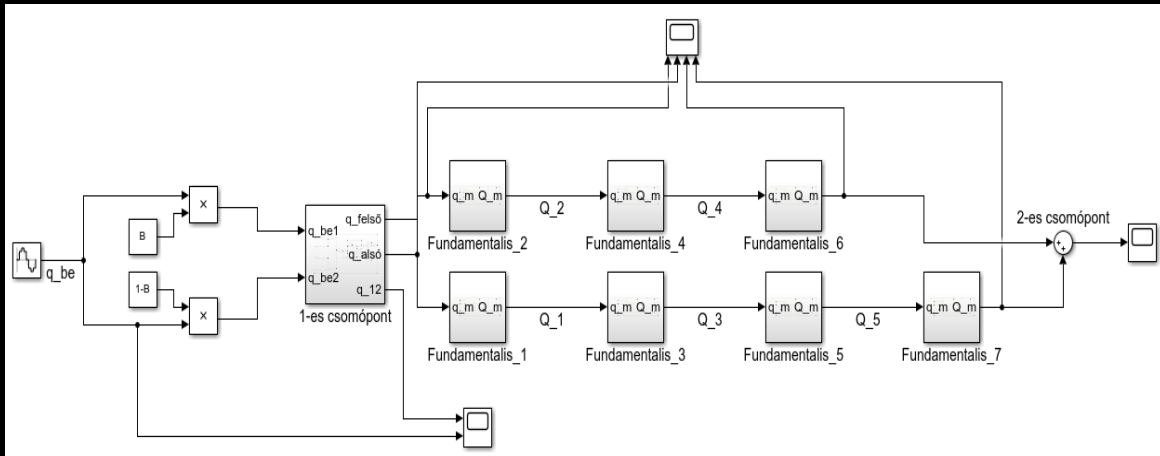 q_be
B
1-B
X
X
q_be1
q_be2
q_felső
q_alsó
q_12
1-es csomópont
q_m Q_m
Fundamentalis_2
Q_2
q_m Q_m
Fundamentalis_4
Q_4
q_m Q_m
Fundamentalis_6
q_m Q_m
Fundamentalis_1
Q_1
q_m Q_m
Fundamentalis_3
Q_3
q_m Q_m
Fundamentalis_5
Q_5
q_m Q_m
Fundamentalis_7
2-es csomópont
+
+